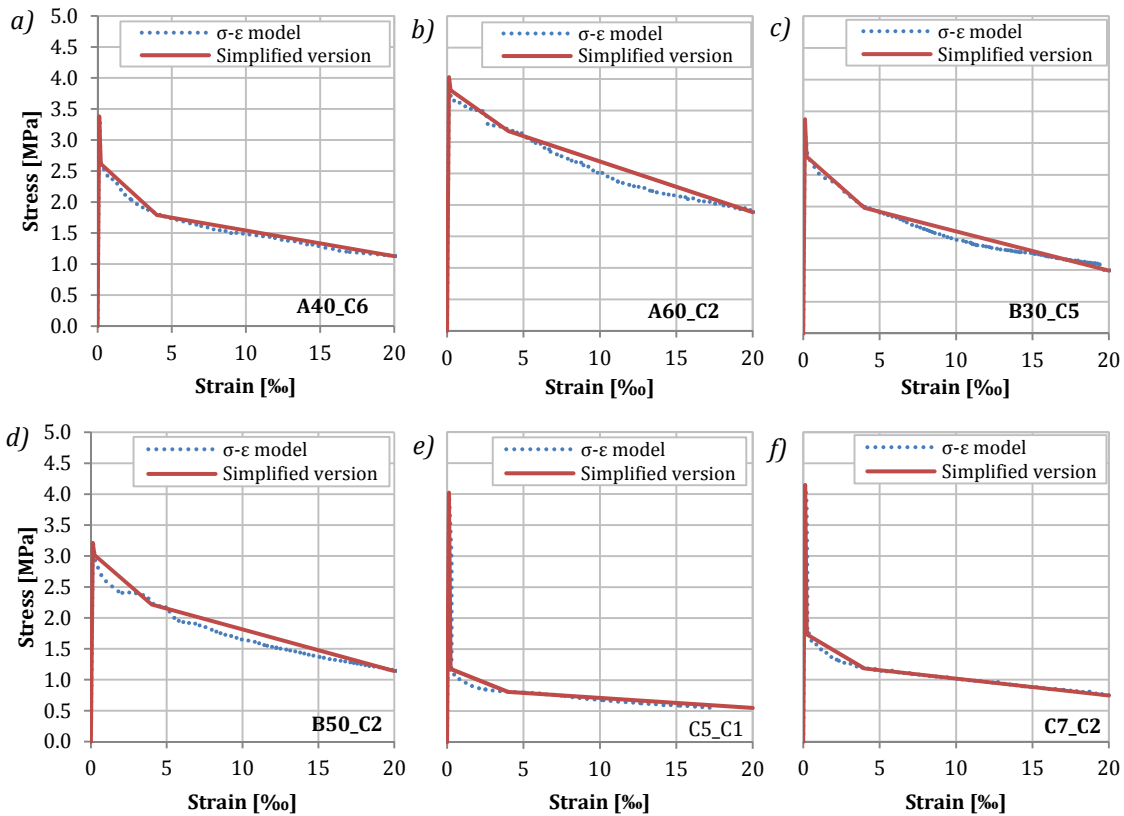 a)
σ-ε model
Simplified version
5.0
4.5
4.0
3.5
3.0
2.5
2.0
1.5
1.0
0.5
0.0
Stress [MPa]
A40_C6
0 5 10 15 20
Strain [‰]
b)
σ-ε model
Simplified version
A60_C2
0 5 10 15 20
Strain [‰]
c)
σ-ε model
Simplified version
B30_C5
0 5 10 15 20
Strain [‰]
d)
σ-ε model
Simplified version
5.0
4.5
4.0
3.5
3.0
2.5
2.0
1.5
1.0
0.5
0.0
Stress [MPa]
B50_C2
0 5 10 15 20
Strain [‰]
e)
σ-ε model
Simplified version
C5_C1
0 5 10 15 20
Strain [‰]
f)
σ-ε model
Simplified version
C7_C2
0 5 10 15 20
Strain [‰]